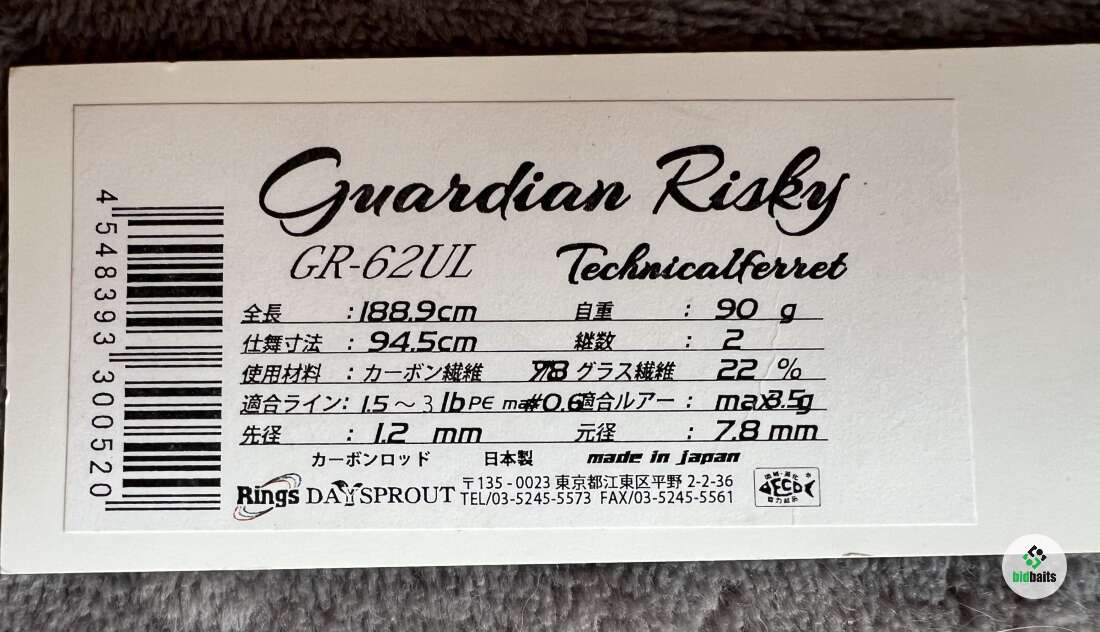 Guardian Risky
GR-62UL Technicalferret
全長 : 188.9cm 自重 : 90 g
仕舞寸法 : 94.5cm 継数 : 2
使用材料 : カーボン繊維 78 グラス繊維 22 %
適合ライン: 1.5 ～ 3 lb PE max#0.6 適合ルアー : max3.5g
先径 : 1.2 mm 元径 : 7.8 mm
カーボンロッド 日本製 made in japan
Rings DAYSPROUT 〒135 - 0023 東京都江東区平野 2-2-36
TEL/03-5245-5573 FAX/03-5245-5561
ECO
4 548393 300520
bidbaits